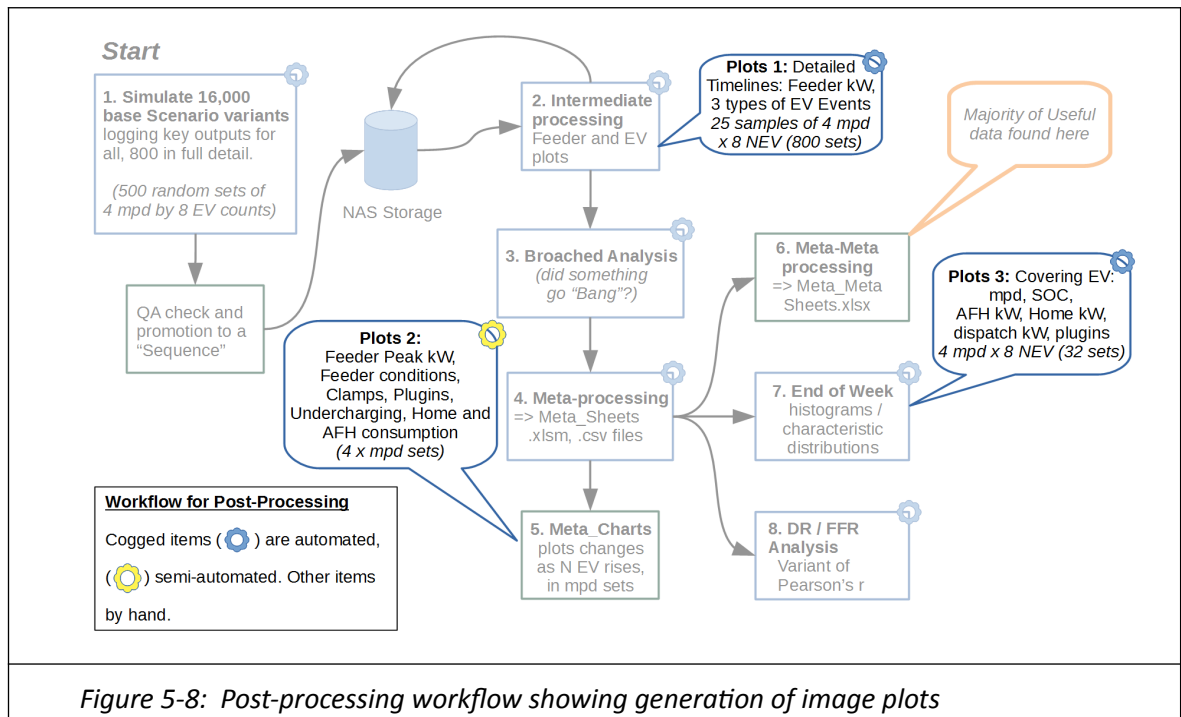 Start
1. Simulate 16,000
base Scenario variants
logging key outputs for
all, 800 in full detail.
(500 random sets of
4 mpd by 8 EV counts)
QA check and
promotion to a
“Sequence”
NAS Storage
2. Intermediate
processing
Feeder and EV
plots
Plots 1: Detailed
Timelines: Feeder kW,
3 types of EV Events
25 samples of 4 mpd
x 8 NEV (800 sets)
Majority of Useful
data found here
3. Broached Analysis
(did something
go “Bang”?)
Plots 2:
Feeder Peak kW,
Feeder conditions,
Clamps, Plugins,
Undercharging, Home and
AFH consumption
(4 x mpd sets)
4. Meta-processing
=> Meta_Sheets
.xlsm, .csv files
5. Meta_Charts
plots changes
as N EV rises,
in mpd sets
6. Meta-Meta
processing
=> Meta_Meta
Sheets.xlsx
Plots 3: Covering EV:
mpd, SOC,
AFH kW, Home kW,
dispatch kW, plugins
4 mpd x 8 NEV (32 sets)
7. End of Week
histograms /
characteristic
distributions
8. DR / FFR
Analysis
Variant of
Pearson’s r
Workflow for Post-Processing
Cogged items ( ) are automated,
( ) semi-automated. Other items
by hand.
Figure 5-8: Post-processing workflow showing generation of image plots